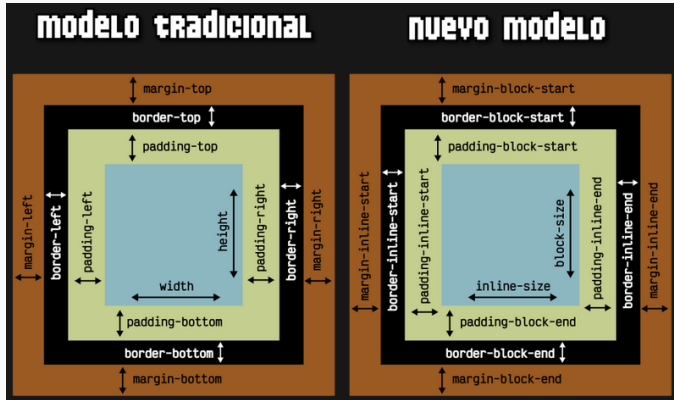 MODELO TRADICIONAL
margin-top
border-top
padding-top
margin-left
border-left
padding-left
height
width
padding-right
border-right
margin-right
padding-bottom
border-bottom
margin-bottom
NUEVO MODELO
margin-block-start
border-block-start
padding-block-start
margin-inline-start
border-inline-start
padding-inline-start
block-size
inline-size
padding-inline-end
border-inline-end
margin-inline-end
padding-block-end
border-block-end
margin-block-end